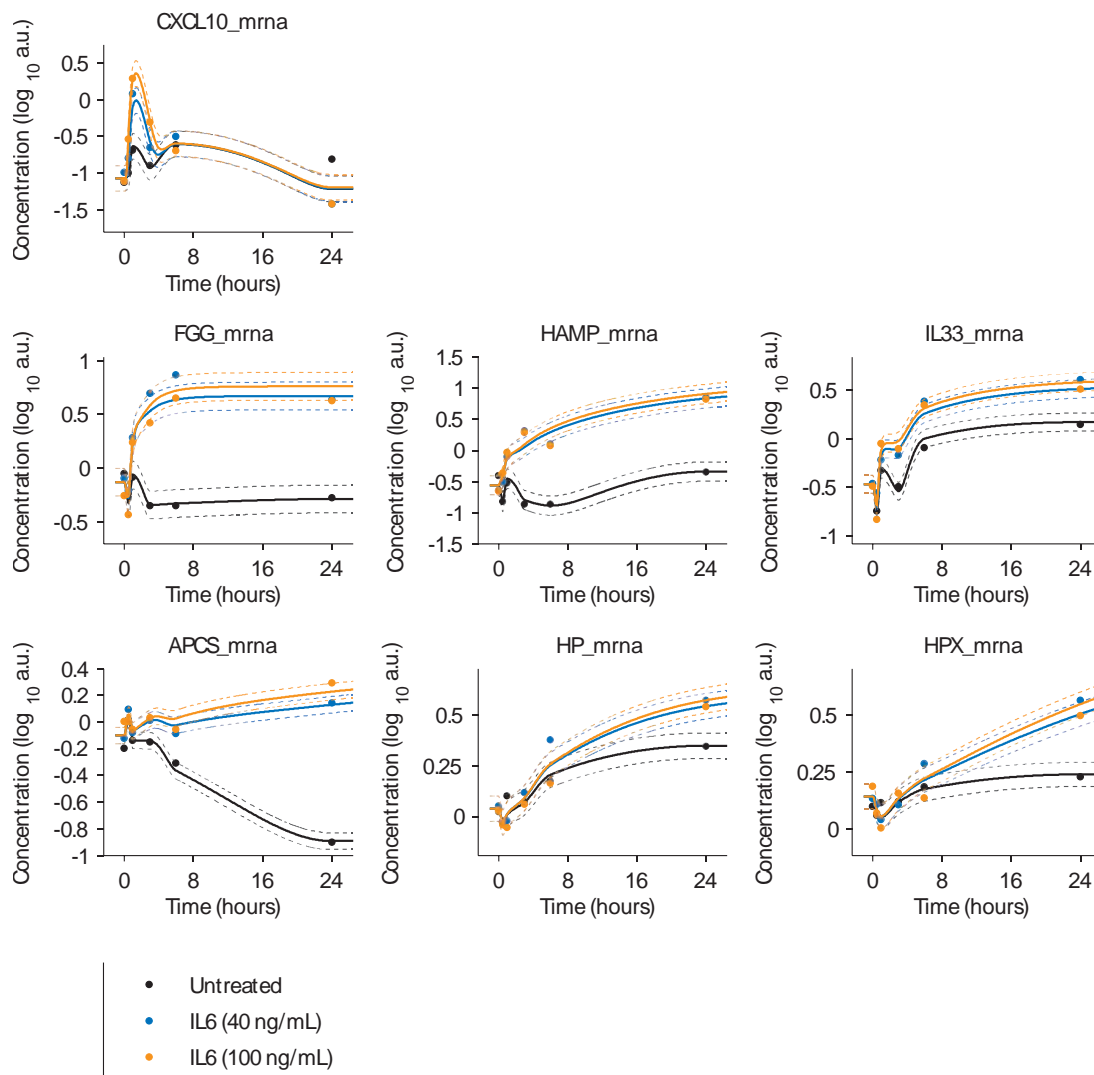 CXCL10_mrna
Concentration (log 10 a.u.)
0.5
0
-0.5
-1
-1.5
0 8 16 24
Time (hours)
FGG_mrna
Concentration (log 10 a.u.)
1
0.5
0
-0.5
0 8 16 24
Time (hours)
HAMP_mrna
Concentration (log 10 a.u.)
1.5
1
0.5
0
-0.5
-1
-1.5
0 8 16 24
Time (hours)
IL33_mrna
Concentration (log 10 a.u.)
0.5
0
-0.5
-1
0 8 16 24
Time (hours)
APCS_mrna
Concentration (log 10 a.u.)
0.4
0.2
0
-0.2
-0.4
-0.6
-0.8
-1
0 8 16 24
Time (hours)
HP_mrna
Concentration (log 10 a.u.)
0.5
0.25
0
0 8 16 24
Time (hours)
HPX_mrna
Concentration (log 10 a.u.)
0.5
0.25
0
0 8 16 24
Time (hours)
Untreated
IL6 (40 ng/mL)
IL6 (100 ng/mL)